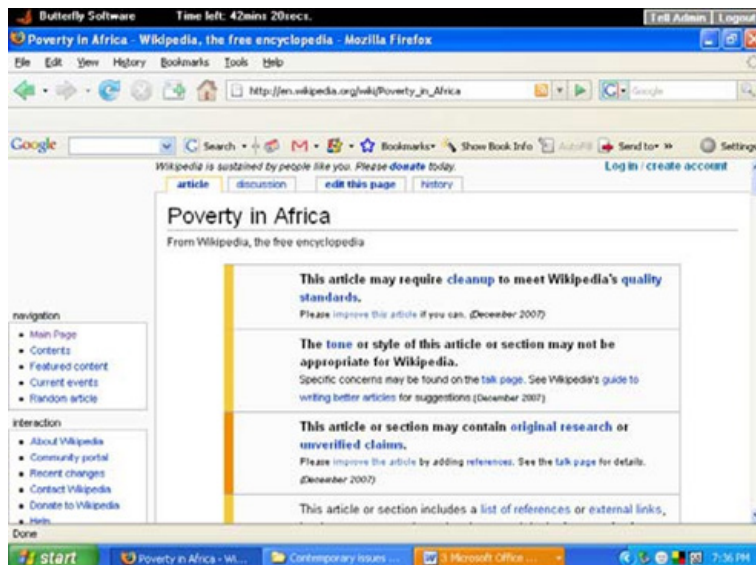 Butterfly Software Time left: 42mins 20secs. Tell Admin Logout
Poverty in Africa - Wikipedia, the free encyclopedia - Mozilla Firefox
File Edit View History Bookmarks Tools Help
http://en.wikipedia.org/wiki/Poverty_in_Africa Google
Google Search Bookmarks Show Book Info AutoFill Send to Settings
Wikipedia is sustained by people like you. Please donate today. Log in / create account
article discussion edit this page history
Poverty in Africa
From Wikipedia, the free encyclopedia
This article may require cleanup to meet Wikipedia's quality
standards.
Please improve this article if you can. (December 2007)
The tone or style of this article or section may not be
appropriate for Wikipedia.
Specific concerns may be found on the talk page. See Wikipedia's guide to
writing better articles for suggestions.(December 2007)
This article or section may contain original research or
unverified claims.
Please improve the article by adding references. See the talk page for details.
(December 2007)
This article or section includes a list of references or external links,
navigation
Main Page
Contents
Featured content
Current events
Random article
interaction
About Wikipedia
Community portal
Recent changes
Contact Wikipedia
Donate to Wikipedia
Help
Done
start Poverty in Africa - Wi... Contemporary issues ... 3 Microsoft Office ... 7:36 PM